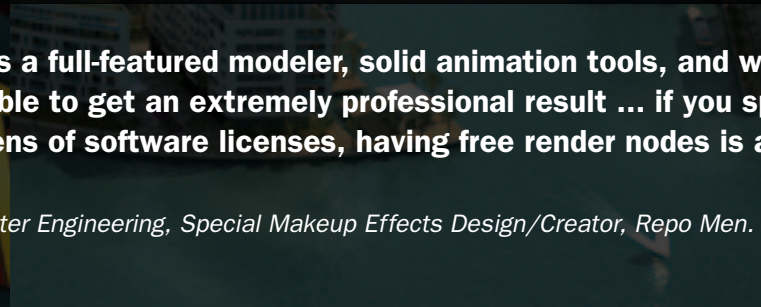 s a full-featured modeler, solid animation tools, and w
ble to get an extremely professional result ... if you sp
ens of software licenses, having free render nodes is a
ter Engineering, Special Makeup Effects Design/Creator, Repo Men.